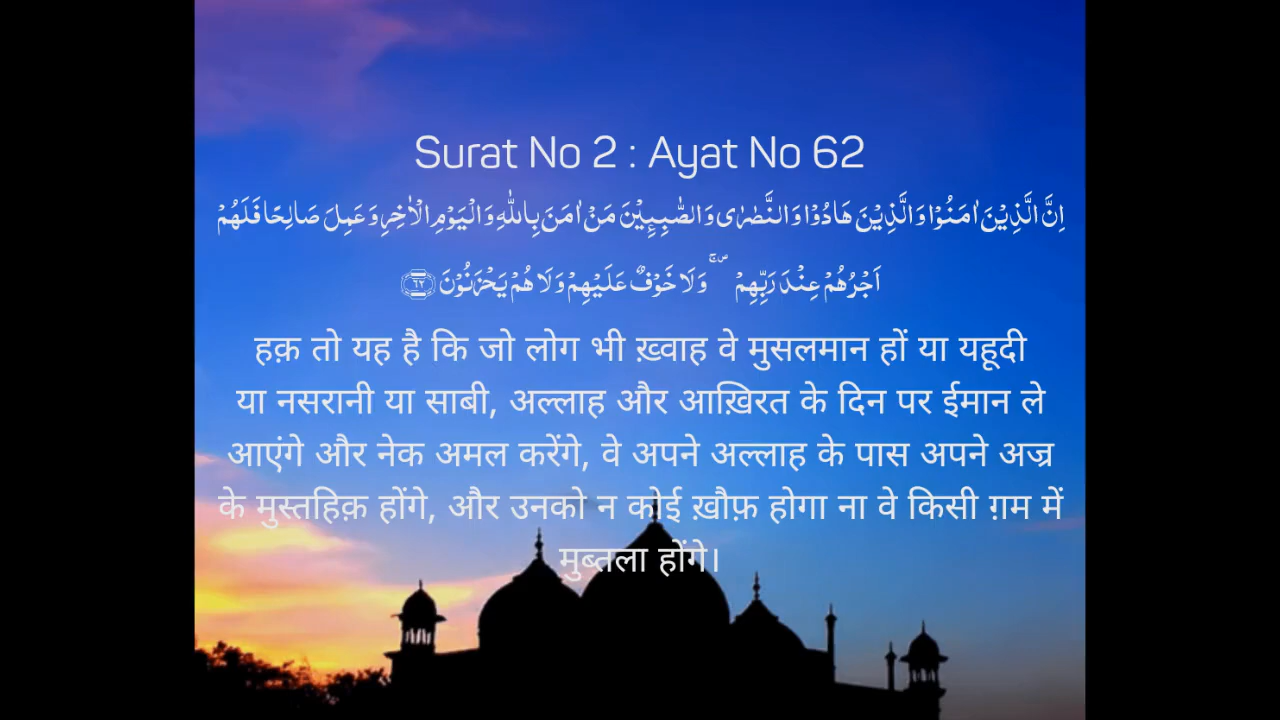 Surat No 2 : Ayat No 62
اِنَّ الَّذِیْنَ اٰمَنُوْا وَالَّذِیْنَ هَادُوْا وَالنَّصٰرٰی وَالصّٰبِـِٕیْنَ مَنْ اٰمَنَ بِاللّٰهِ وَالْیَوْمِ الْاٰخِرِ وَعَمِلَ صَالِحًا فَلَهُمْ
اَجْرُهُمْ عِنْدَ رَبِّهِمْ ۪ۚ وَلَا خَوْفٌ عَلَیْهِمْ وَلَا هُمْ یَحْزَنُوْنَ ﴿۶۲﴾
हक़ तो यह है कि जो लोग भी ख़्वाह वे मुसलमान हों या यहूदी
या नसरानी या साबी, अल्लाह और आख़िरत के दिन पर ईमान ले
आएंगे और नेक अमल करेंगे, वे अपने अल्लाह के पास अपने अज्र
के मुस्तहिक़ होंगे, और उनको न कोई ख़ौफ़ होगा ना वे किसी ग़म में
मुब्तला होंगे।